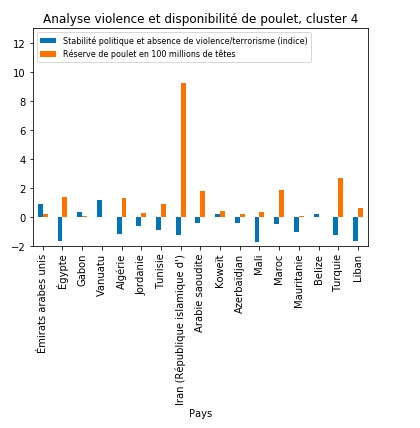 Analyse violence et disponibilité de poulet, cluster 4
Stabilité politique et absence de violence/terrorisme (indice)
Réserve de poulet en 100 millions de têtes
12
10
8
6
4
2
0
−2
Émirats arabes unis
Égypte
Gabon
Vanuatu
Algérie
Jordanie
Tunisie
Iran (République islamique d')
Arabie saoudite
Koweït
Azerbaïdjan
Mali
Maroc
Mauritanie
Belize
Turquie
Liban
Pays